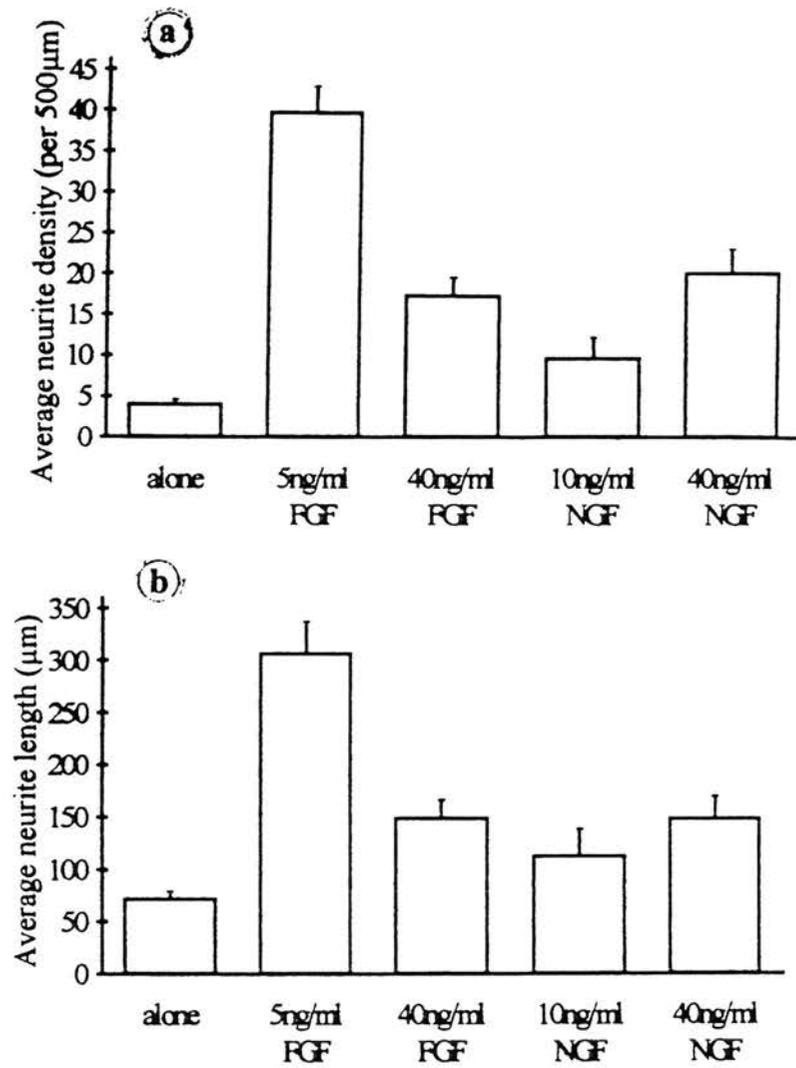 a
Average neurite density (per 500µm)
45
40
35
30
25
20
15
10
5
0
alone 5ng/ml 40ng/ml 10ng/ml 40ng/ml
FGF FGF NGF NGF
b
Average neurite length (µm)
350
300
250
200
150
100
50
0
alone 5ng/ml 40ng/ml 10ng/ml 40ng/ml
FGF FGF NGF NGF